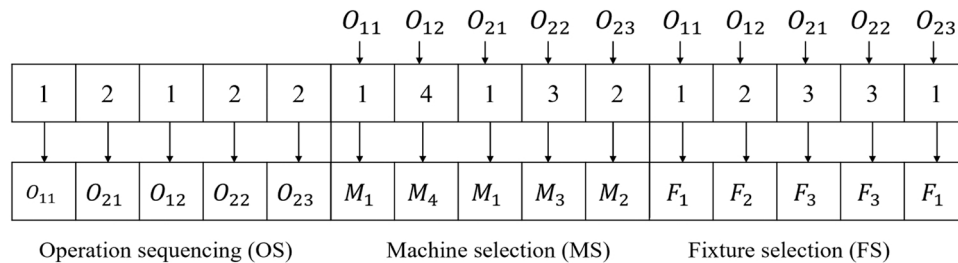 O₁₁ O₁₂ O₂₁ O₂₂ O₂₃ O₁₁ O₁₂ O₂₁ O₂₂ O₂₃
1 2 1 2 2 1 4 1 3 2 1 2 3 3 1
O₁₁ O₂₁ O₁₂ O₂₂ O₂₃ M₁ M₄ M₁ M₃ M₂ F₁ F₂ F₃ F₃ F₁
Operation sequencing (OS) Machine selection (MS) Fixture selection (FS)